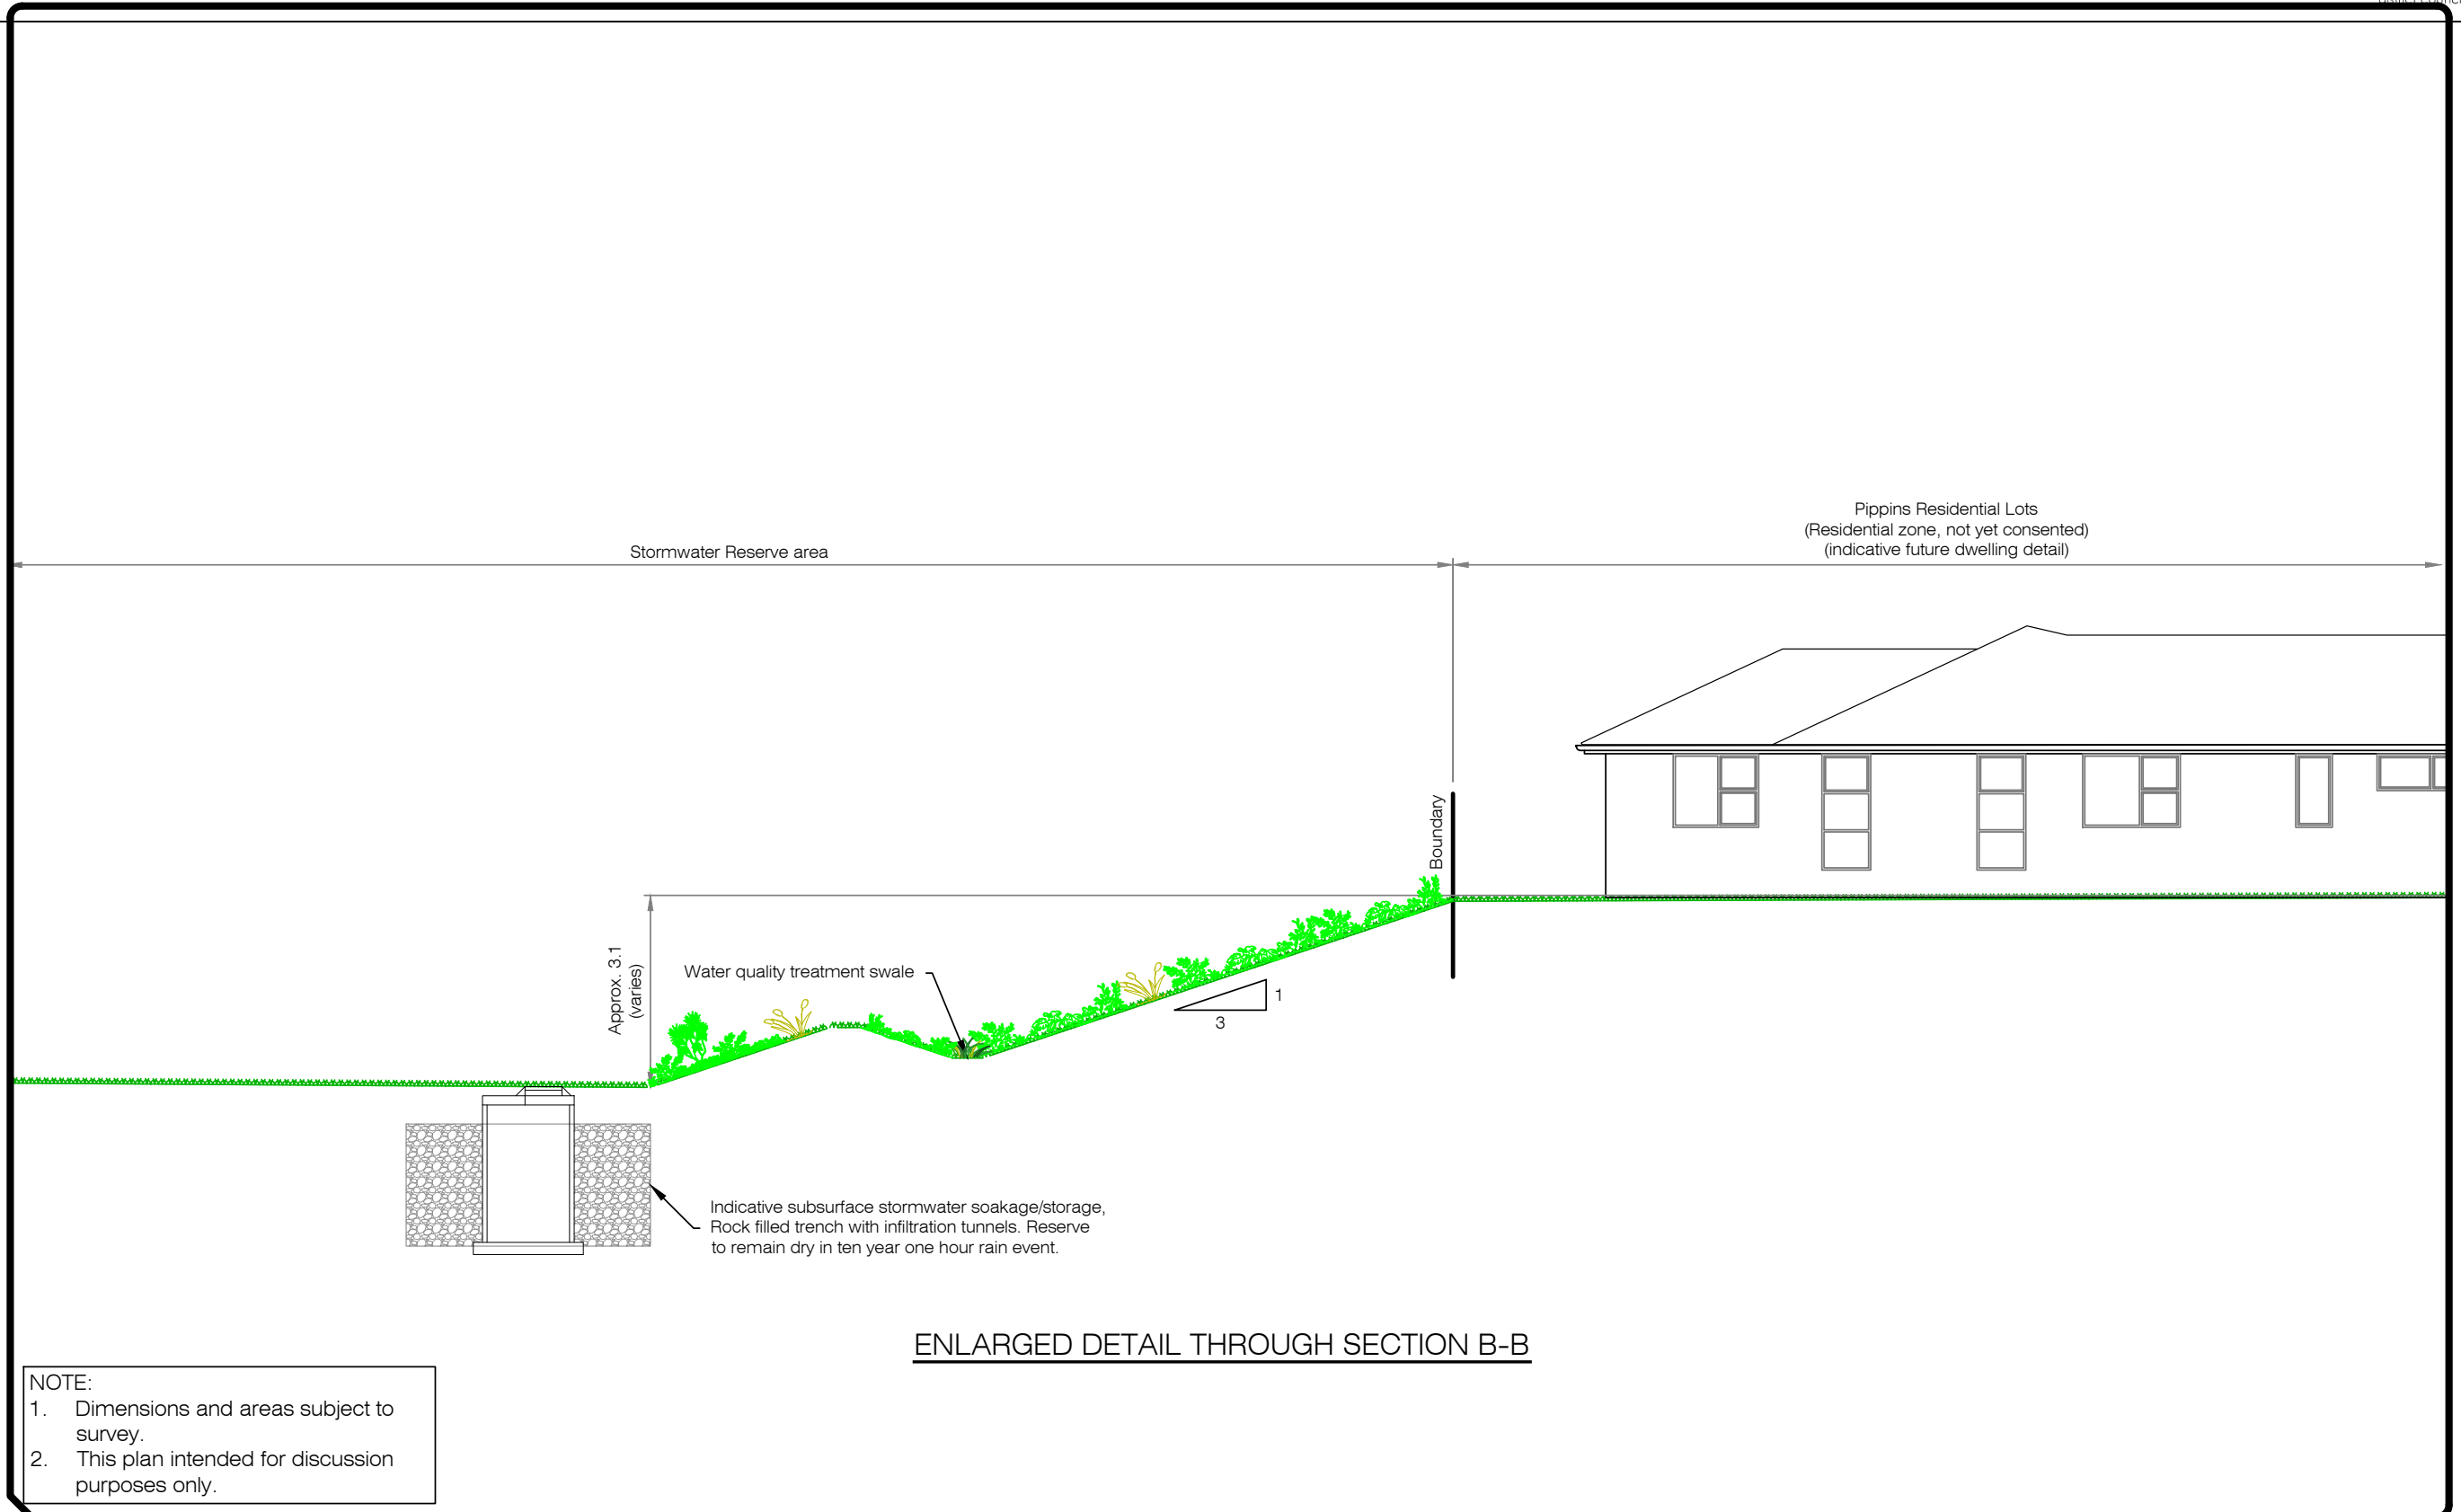 Pippins Residential Lots
(Residential zone, not yet consented)
(indicative future dwelling detail)
Stormwater Reserve area
Boundary
Approx. 3.1
(varies)
Water quality treatment swale
1
3
Indicative subsurface stormwater soakage/storage,
Rock filled trench with infiltration tunnels. Reserve
to remain dry in ten year one hour rain event.
ENLARGED DETAIL THROUGH SECTION B-B
NOTE:
1. Dimensions and areas subject to
survey.
2. This plan intended for discussion
purposes only.